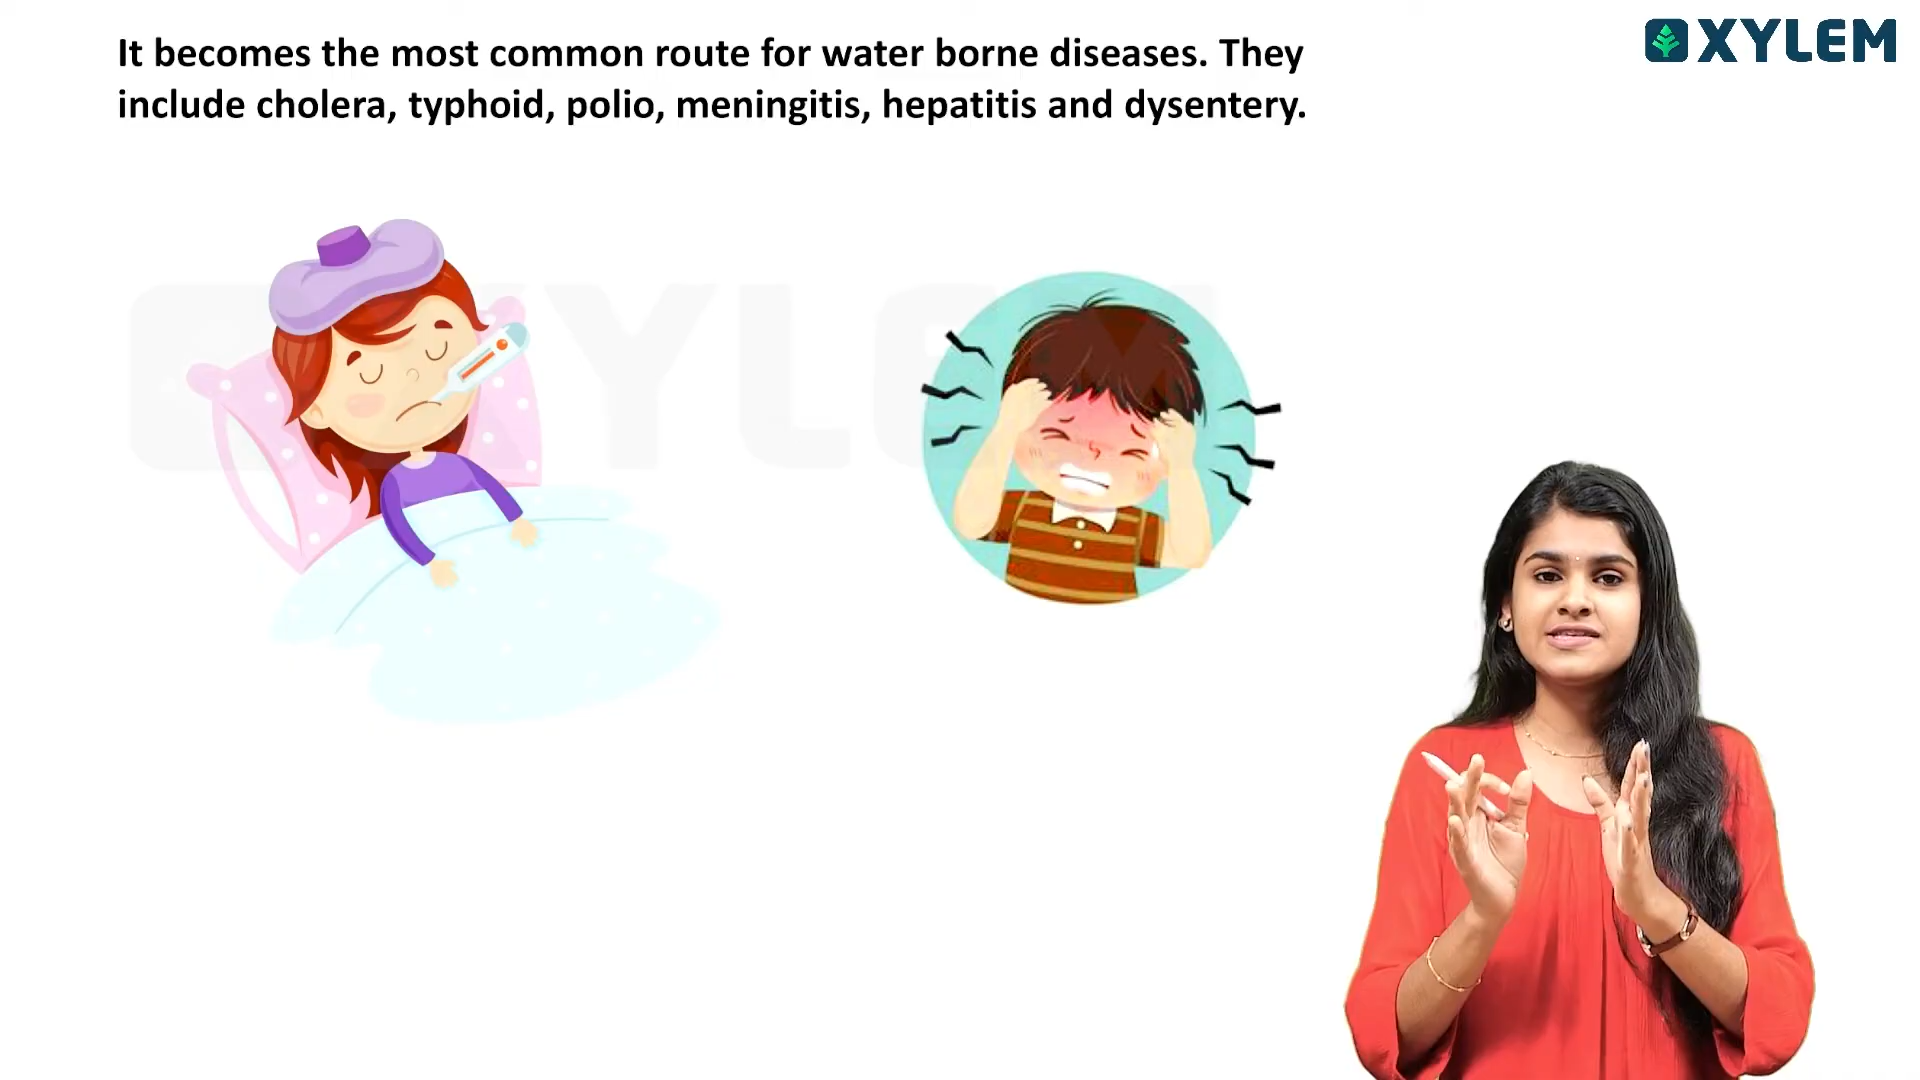 It becomes the most common route for water borne diseases. They
include cholera, typhoid, polio, meningitis, hepatitis and dysentery.
XYLEM
XYLEM